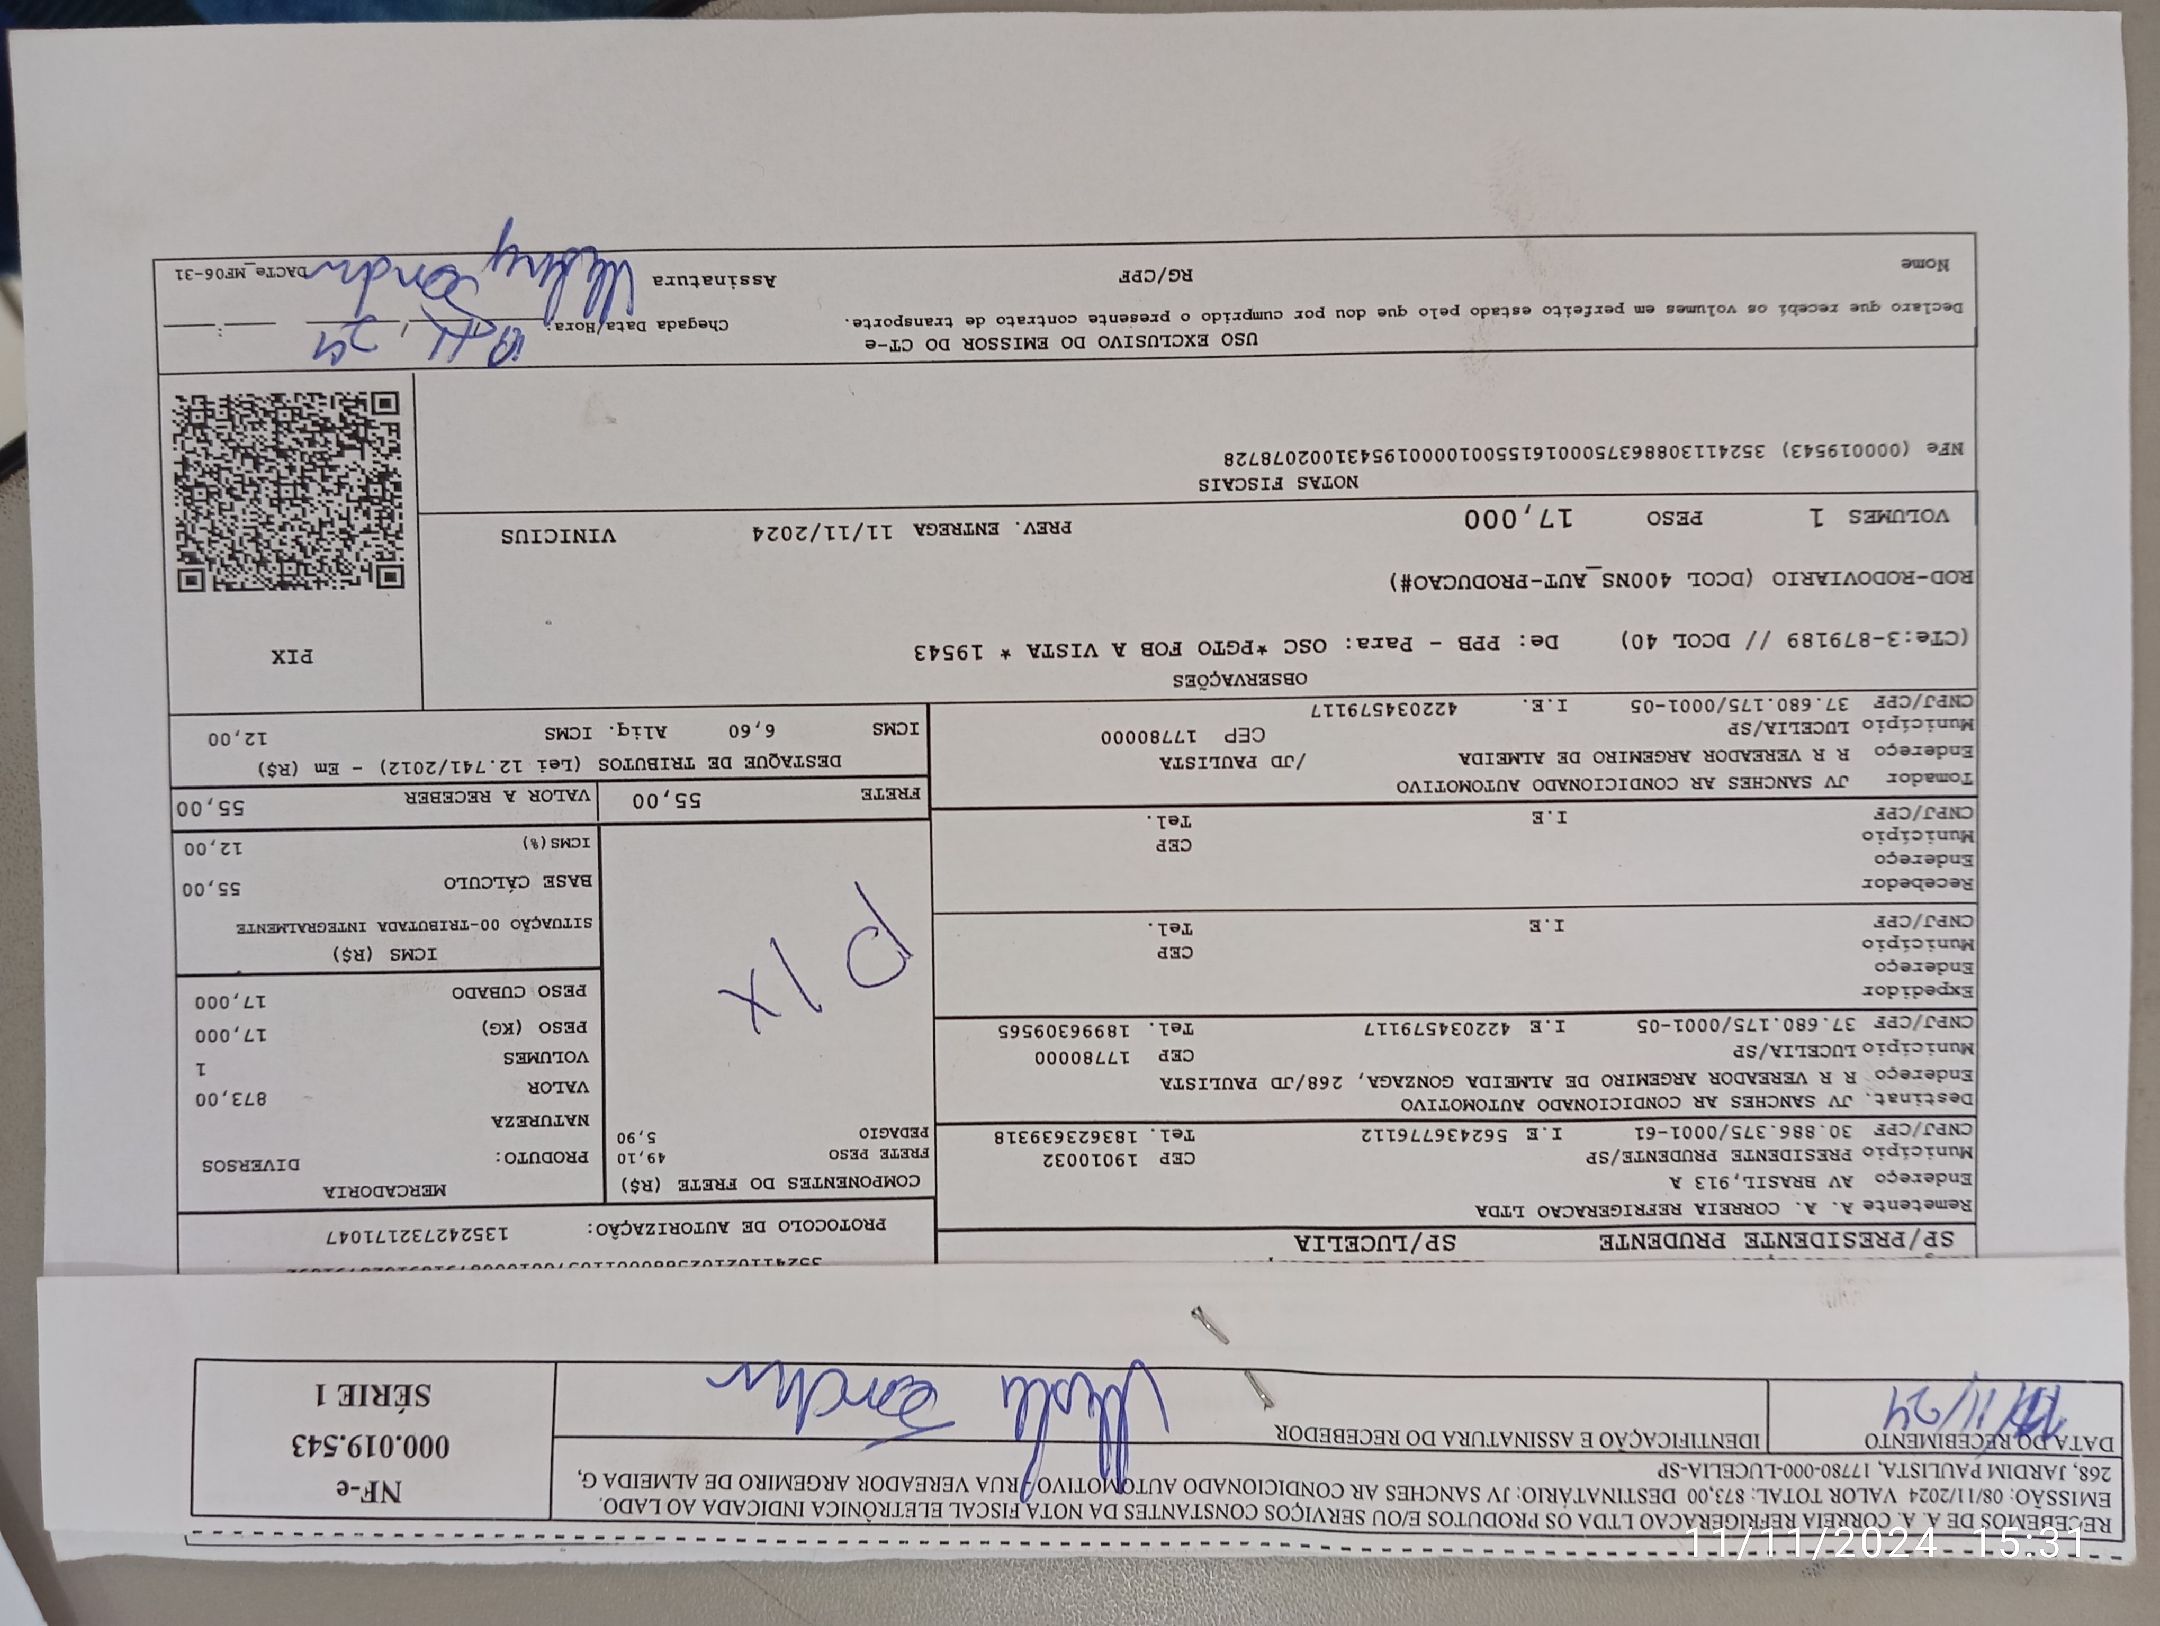 RECEBEMOS DE A. A. CORREIA REFRIGERACAO LTDA OS PRODUTOS E/OU SERVIÇOS CONSTANTES DA NOTA FISCAL ELETRÔNICA INDICADA AO LADO.
EMISSÃO: 08/11/2024 VALOR TOTAL: 873,00 DESTINATÁRIO: JV SANCHES AR CONDICIONADO AUTOMOTIVO - RUA VEREADOR ARGEMIRO DE ALMEIDA G,
268, JARDIM PAULISTA, 17780-000-LUCELIA-SP
DATA DO RECEBIMENTO
/11/24
IDENTIFICAÇÃO E ASSINATURA DO RECEBEDOR
NF-e
000.019.543
SÉRIE 1
SP/PRESIDENTE PRUDENTE SP/LUCELIA
PROTOCOLO DE AUTORIZAÇÃO: 135242732171047
Remetente A. A. CORREIA REFRIGERACAO LTDA
Endereço AV BRASIL,913 A
Município PRESIDENTE PRUDENTE/SP CEP 19010032
CNPJ/CPF 30.886.375/0001-61 I.E 562436776112 Tel. 183623639318
Destinat. JV SANCHES AR CONDICIONADO AUTOMOTIVO
Endereço R R VEREADOR ARGEMIRO DE ALMEIDA GONZAGA, 268/JD PAULISTA
Município LUCELIA/SP CEP 17780000
CNPJ/CPF 37.680.175/0001-05 I.E 422034579117 Tel. 18996309565
Expedidor
Endereço
Município CEP
CNPJ/CPF I.E Tel.
Recebedor
Endereço
Município CEP
CNPJ/CPF I.E Tel.
Tomador JV SANCHES AR CONDICIONADO AUTOMOTIVO
Endereço R R VEREADOR ARGEMIRO DE ALMEIDA /JD PAULISTA
Município LUCELIA/SP CEP 17780000
CNPJ/CPF 37.680.175/0001-05 I.E. 422034579117
COMPONENTES DO FRETE (R$)
FRETE PESO 49,10
PEDAGIO 5,90
PIX
FRETE 55,00
MERCADORIA
PRODUTO: DIVERSOS
NATUREZA
VALOR 873,00
VOLUMES 1
PESO (KG) 17,000
PESO CUBADO 17,000
ICMS (R$)
SITUAÇÃO 00-TRIBUTADA INTEGRALMENTE
BASE CÁLCULO 55,00
ICMS(%) 12,00
VALOR A RECEBER 55,00
DESTAQUE DE TRIBUTOS (Lei 12.741/2012) - Em (R$)
ICMS 6,60 Aliq. ICMS 12,00
OBSERVAÇÕES
(CTe:3-879189 // DCOL 40) De: PPB - Para: OSC *PGTO FOB A VISTA * 19543
ROD-RODOVIARIO (DCOL 400NS_AUT-PRODUCAO#)
VOLUMES 1 PESO 17,000 PREV. ENTREGA 11/11/2024 VINICIUS
PIX
NOTAS FISCAIS
NFe (000019543) 35241130886375000161550010000195431002078728
USO EXCLUSIVO DO EMISSOR DO CT-e
Declaro que recebi os volumes em perfeito estado pelo que dou por cumprido o presente contrato de transporte.
Chegada Data/Hora: 11 24
Nome RG/CPF Assinatura DACTe_MF06-31
11/11/2024 15:31